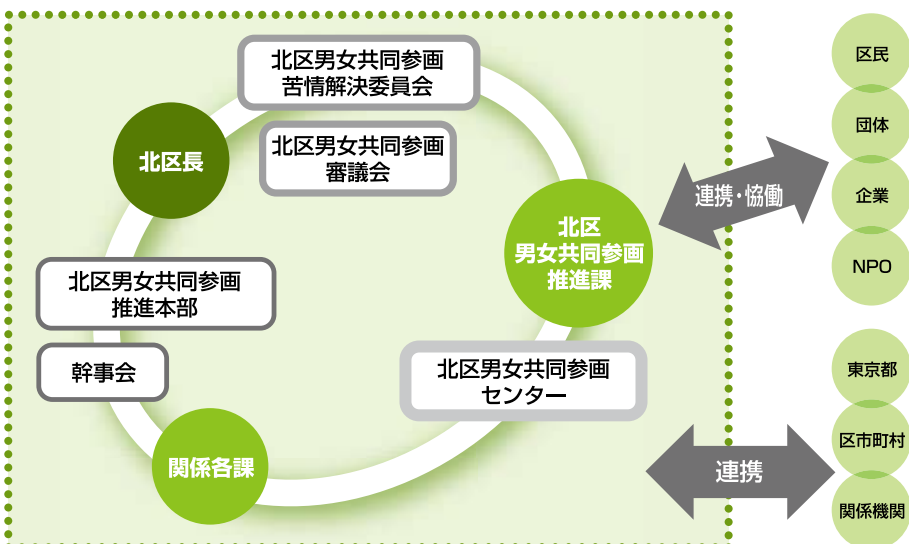 北区男女共同参画
苦情解決委員会
北区男女共同参画
審議会
北区長
北区
男女共同参画
推進課
北区男女共同参画
推進本部
幹事会
北区男女共同参画
センター
関係各課
連携・恊働
連携
区民
団体
企業
NPO
東京都
区市町村
関係機関